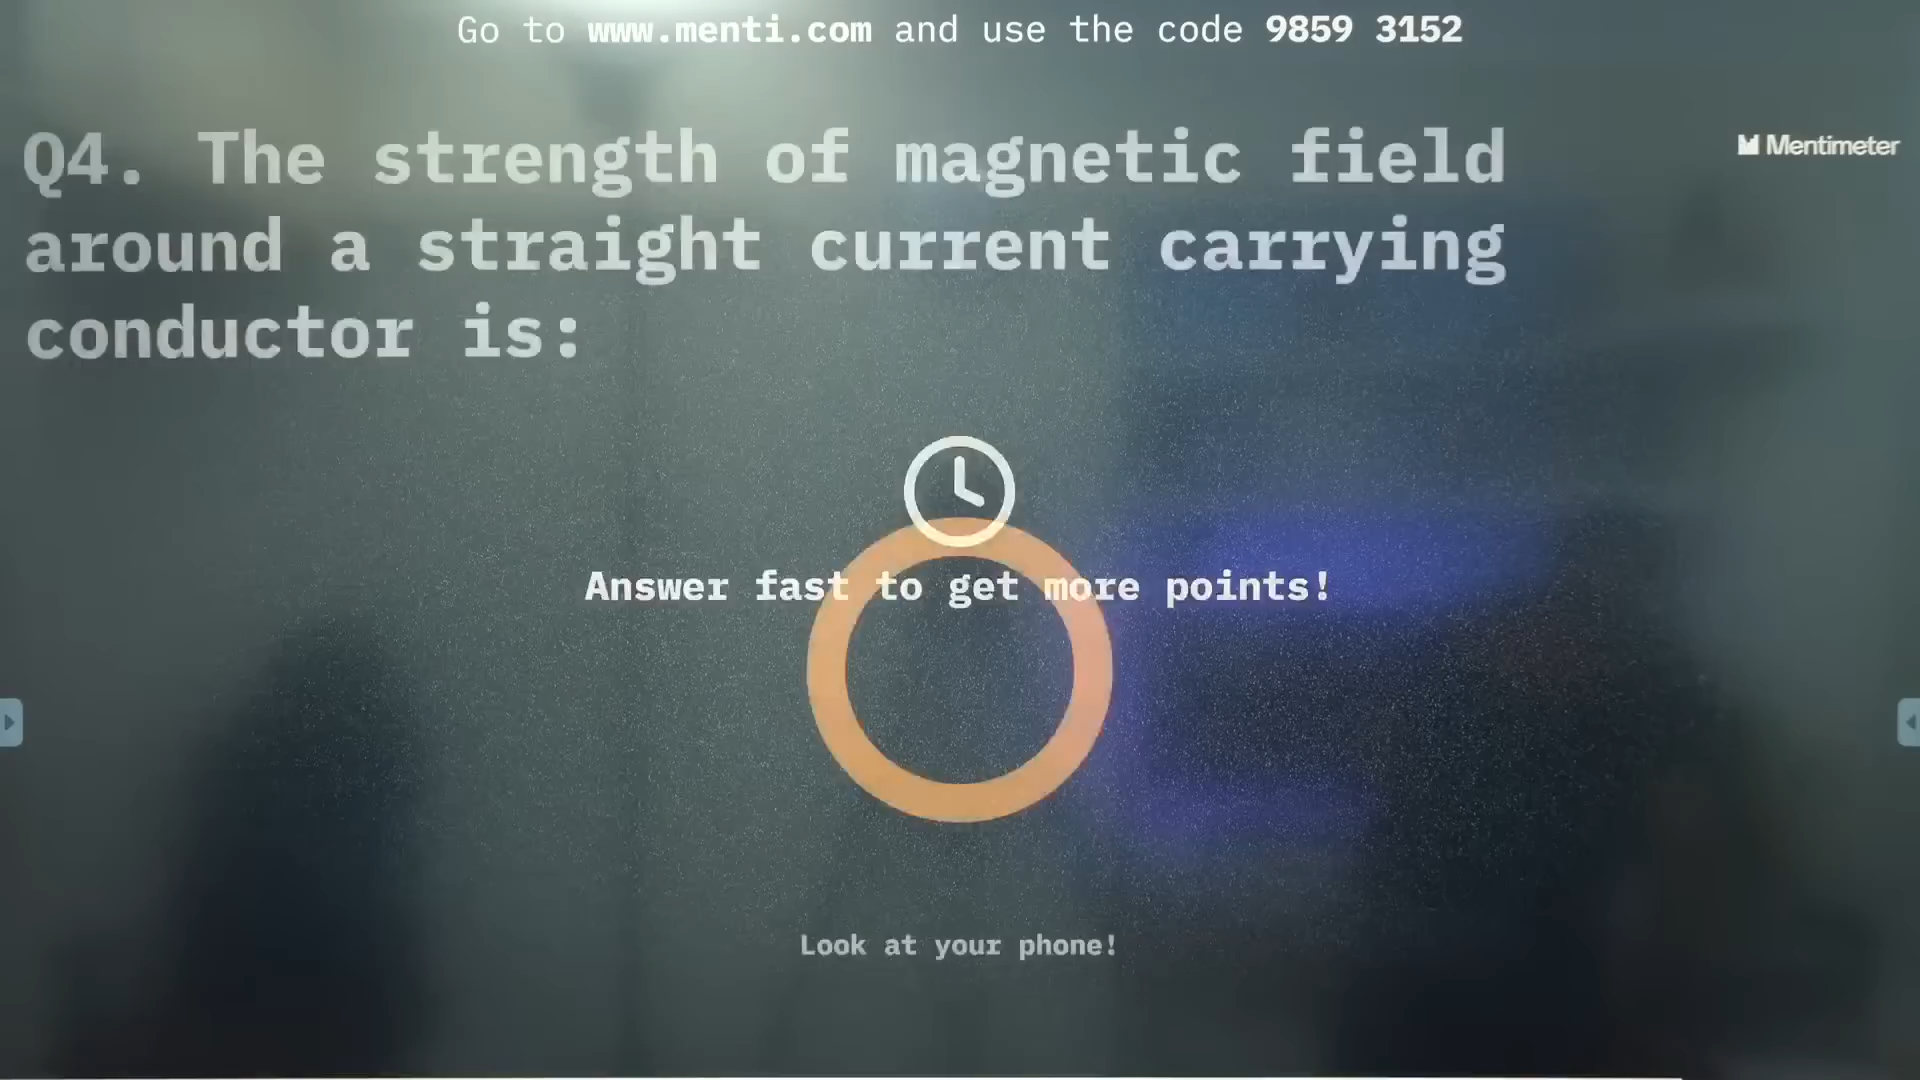 Go to www.menti.com and use the code 9859 3152
Q4. The strength of magnetic field
around a straight current carrying
conductor is:
Mentimeter
Answer fast to get more points!
Look at your phone!